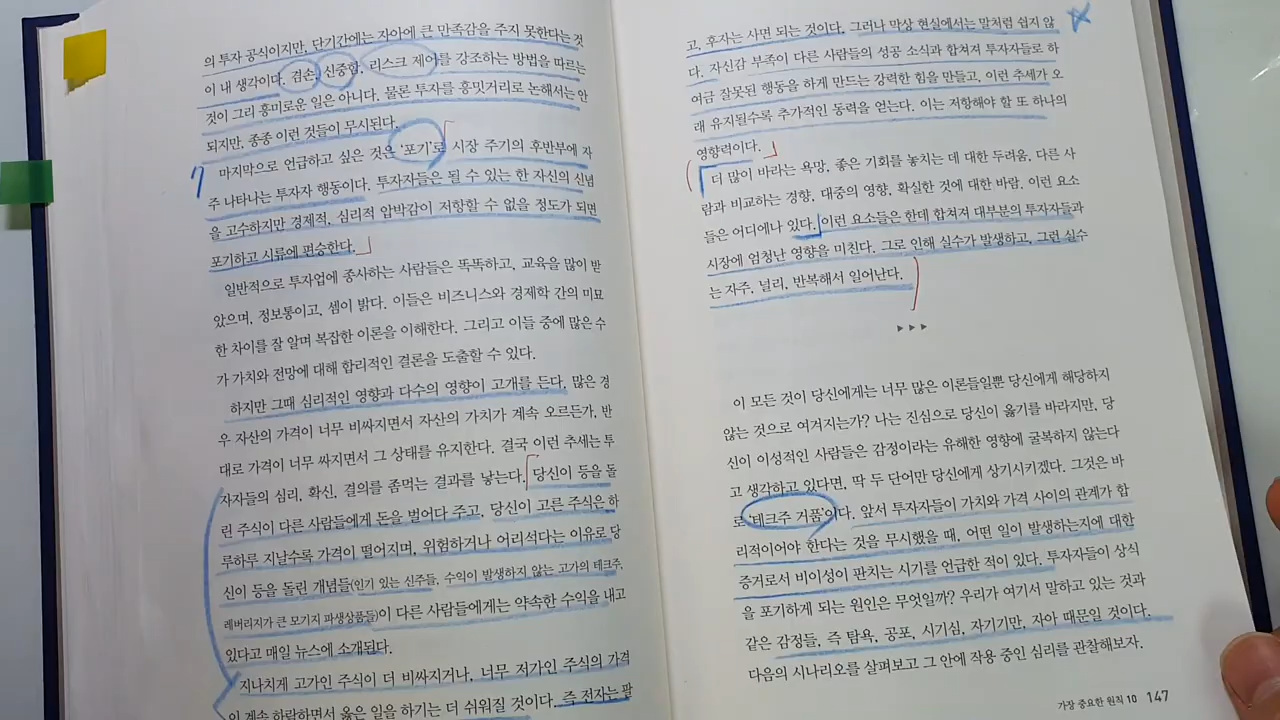 의 투자 공식이지만, 단기간에는 자아에 큰 만족감을 주지 못한다는 것
이 내 생각이다. 겸손, 신중함, 리스크 제어를 강조하는 방법을 따르는
것이 그리 흥미로운 일은 아니다. 물론 투자를 흥밋거리로 논해서는 안
되지만, 종종 이런 것들이 무시된다.
마지막으로 언급하고 싶은 것은 '포기'로 시장 주기의 후반부에 자
주 나타나는 투자자 행동이다. 투자자들은 될 수 있는 한 자신의 신념
을 고수하지만 경제적, 심리적 압박감이 저항할 수 없을 정도가 되면
포기하고 시류에 편승한다.
일반적으로 투자업에 종사하는 사람들은 똑똑하고, 교육을 많이 받
았으며, 정보통이고, 셈이 밝다. 이들은 비즈니스와 경제학 간의 미묘
한 차이를 잘 알며 복잡한 이론을 이해한다. 그리고 이들 중에 많은 수
가 가치와 전망에 대해 합리적인 결론을 도출할 수 있다.
하지만 그때 심리적인 영향과 다수의 영향이 고개를 든다. 많은 경
우 자산의 가격이 너무 비싸지면서 자산의 가치가 계속 오르든가, 반
대로 가격이 너무 싸지면서 그 상태를 유지한다. 결국 이런 추세는 투
자자들의 심리, 확신, 결의를 좀먹는 결과를 낳는다. 당신이 등을 돌
린 주식이 다른 사람들에게 돈을 벌어다 주고, 당신이 고른 주식은 하
루하루 지날수록 가격이 떨어지며, 위험하거나 어리석다는 이유로 당
신이 등을 돌린 개념들(인기 있는 신주, 수익이 발생하지 않는 고가의 테크주,
레버리지가 큰 모기지 파생상품들)이 다른 사람들에게는 약속한 수익을 내고
있다고 매일 뉴스에 소개된다.
지나치게 고가인 주식이 더 비싸지거나, 너무 저가인 주식의 가격
이 계속 하락하면서 옳은 일을 하기는 더 쉬워질 것이다. 즉 전자는 팔
고, 후자는 사면 되는 것이다. 그러나 막상 현실에서는 말처럼 쉽지 않
다. 자신감 부족이 다른 사람들의 성공 소식과 합쳐져 투자자들로 하
여금 잘못된 행동을 하게 만드는 강력한 힘을 만들고, 이런 추세가 오
래 유지될수록 추가적인 동력을 얻는다. 이는 저항해야 할 또 하나의
영향력이다.
더 많이 바라는 욕망, 좋은 기회를 놓치는 데 대한 두려움, 다른 사
람과 비교하는 경향, 대중의 영향, 확실한 것에 대한 바람. 이런 요소
들은 어디에나 있다. 이런 요소들은 한데 합쳐져 대부분의 투자자들과
시장에 엄청난 영향을 미친다. 그로 인해 실수가 발생하고, 그런 실수
는 자주, 널리, 반복해서 일어난다.
▶ ▶ ▶
이 모든 것이 당신에게는 너무 많은 이론들일뿐 당신에게 해당하지
않는 것으로 여겨지는가? 나는 진심으로 당신이 옳기를 바라지만, 당
신이 이성적인 사람들은 감정이라는 유해한 영향에 굴복하지 않는다
고 생각하고 있다면, 딱 두 단어만 당신에게 상기시키겠다. 그것은 바
로 '테크주 거품'이다. 앞서 투자자들이 가치와 가격 사이의 관계가 합
리적이어야 한다는 것을 무시했을 때, 어떤 일이 발생하는지에 대한
증거로서 비이성이 판치는 시기를 언급한 적이 있다. 투자자들이 상식
을 포기하게 되는 원인은 무엇일까? 우리가 여기서 말하고 있는 것과
같은 감정들, 즉 탐욕, 공포, 시기심, 자기기만, 자아 때문일 것이다.
다음의 시나리오를 살펴보고 그 안에 작용 중인 심리를 관찰해보자.
가장 중요한 원칙 10 147